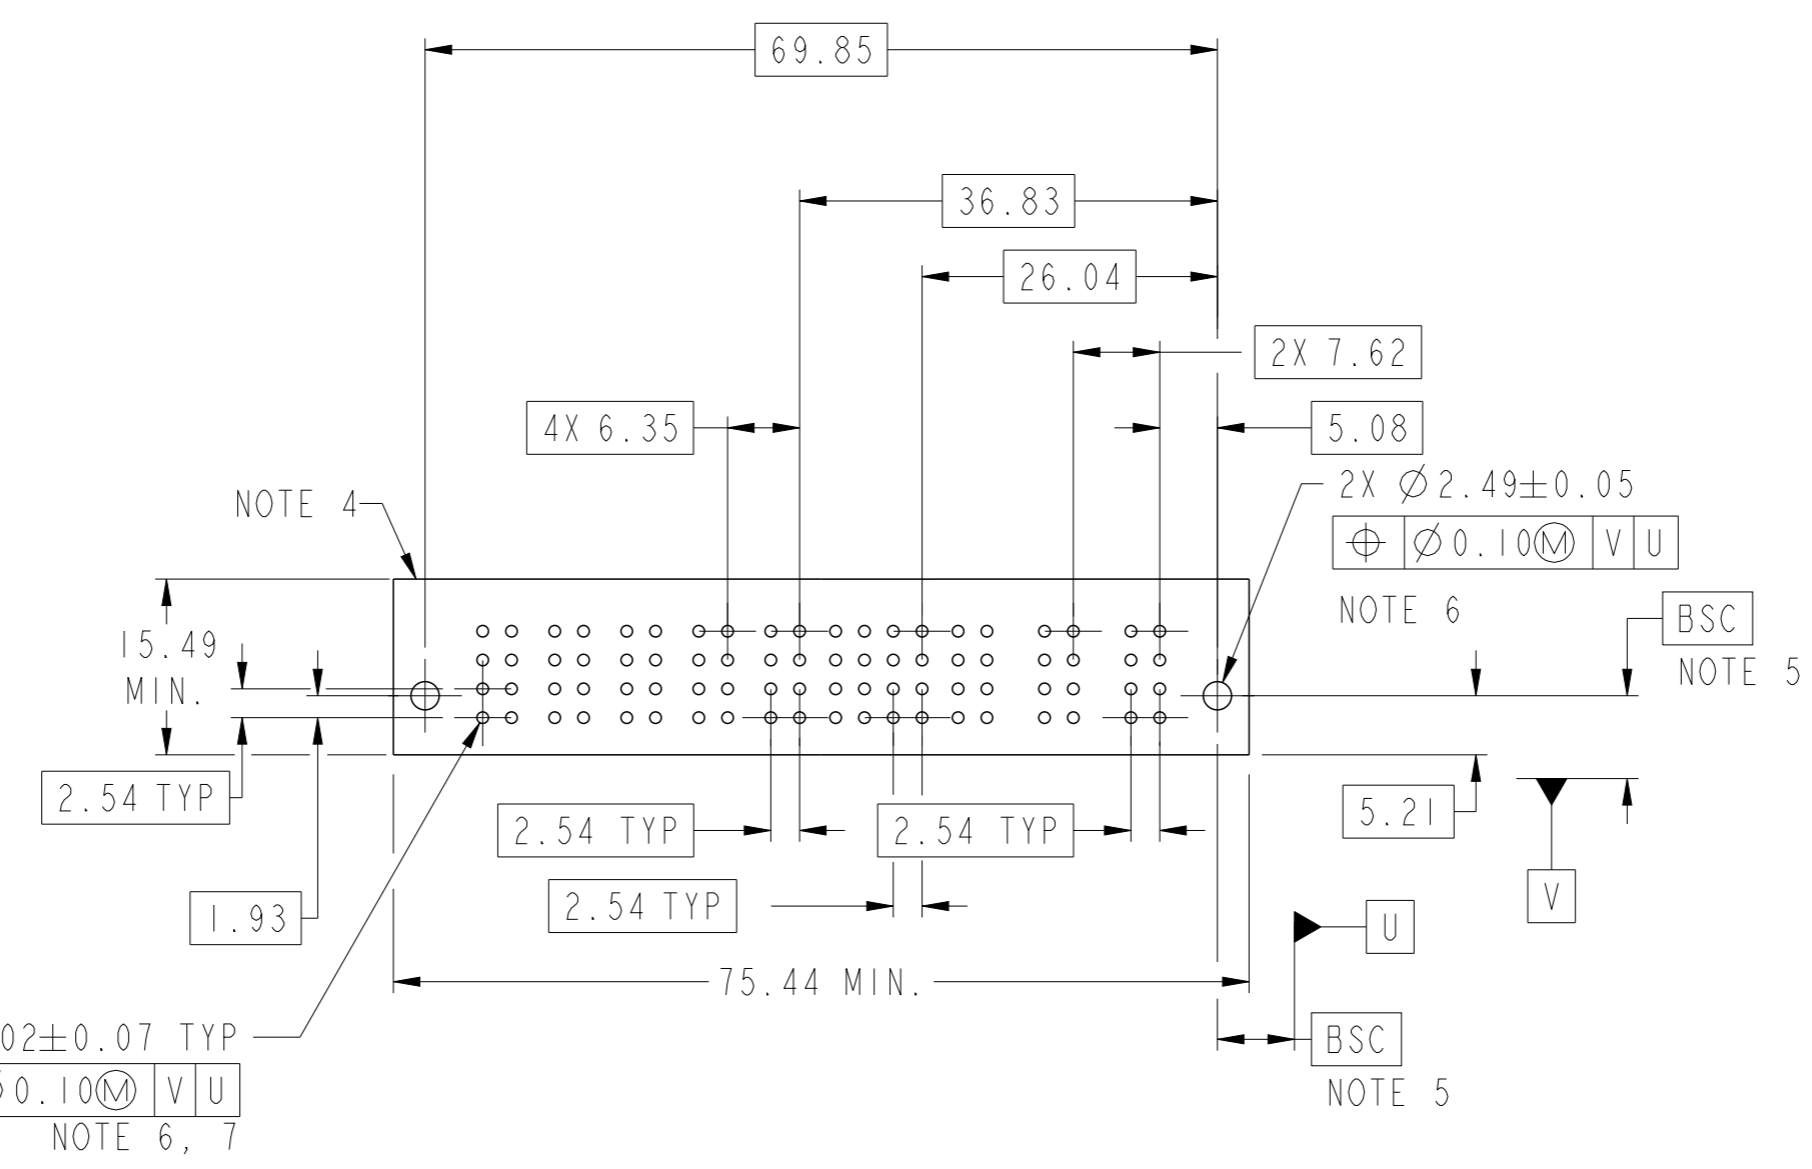 69.85
36.83
26.04
2X 7.62
4X 6.35
5.08
2X Ø2.49±0.05
⌖ Ø0.10Ⓜ V U
NOTE 6
NOTE 4
BSC
NOTE 5
15.49
MIN.
2.54 TYP
2.54 TYP
2.54 TYP
5.21
2.54 TYP
1.93
V
U
75.44 MIN.
02±0.07 TYP
Ø0.10Ⓜ V U
NOTE 6, 7
BSC
NOTE 5